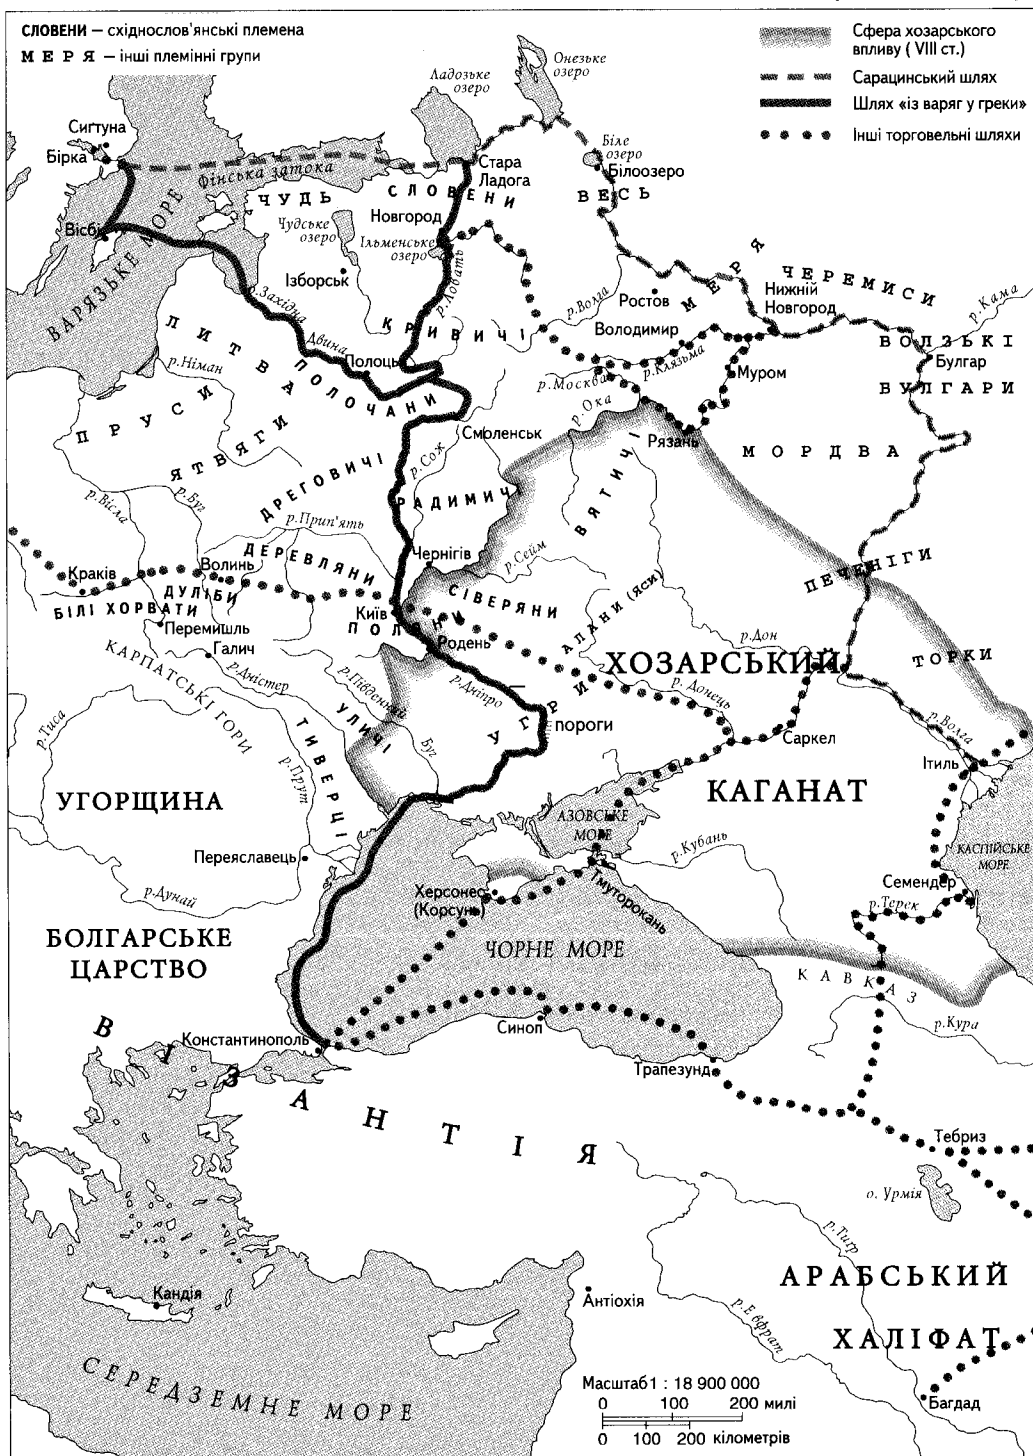 СЛОВЕНИ — східнослов'янські племена
МЕРЯ — інші племінні групи
Сфера хозарського
впливу ( VIII ст.)
Сарацинський шлях
Шлях «із варяг у греки»
Інші торговельні шляхи
Онезьке
озеро
Ладозьке
озеро
Сиґтуна
Бірка
Фінська затока
Стара
Ладога
Біле
озеро
Білоозеро
ЧУДЬ
СЛОВЕНИ
ВЕСЬ
Новгород
Чудське
озеро
Ільменське
озеро
Вісбі
ВАРЯЗЬКЕ МОРЕ
Ізборськ
р.Ловать
МЕРЯ
ЧЕРЕМИСИ
Нижній
Новгород
р.Волга
Ростов
р.Кама
р.Західна Двина
КРИВИЧІ
Володимир
ВОЛЗЬКІ
БУЛГАРИ
Булгар
ЛИТВА
Полоцьк
ПОЛОЧАНИ
р.Німан
р.Москва
р.Клязьма
Муром
ПРУСИ
р.Ока
Смоленськ
Рязань
МОРДВА
ЯТВЯГИ
ДРЕГОВИЧІ
р.Сож
РАДИМИЧІ
ВЯТИЧІ
р.Вісла
р.Буг
р.Прип'ять
Чернігів
р.Сейм
ПЕЧЕНІГИ
Краків
Волинь
ДЕРЕВЛЯНИ
ДУЛІБИ
БІЛІ ХОРВАТИ
СІВЕРЯНИ
АЛАНИ (ЯСИ)
Київ
ПОЛЯНИ
Перемишль
Родень
р.Дон
ТОРКИ
Галич
КАРПАТСЬКІ ГОРИ
ХОЗАРСЬКИЙ
КАГАНАТ
р.Дністер
р.Південний Буг
р.Дніпро
р. Донець
УГРИ
р.Тиса
УЛИЧІ
ТИВЕРЦІ
пороги
Саркел
р.Волга
р.Прут
Ітиль
УГОРЩИНА
АЗОВСЬКЕ
МОРЕ
КАСПІЙСЬКЕ
МОРЕ
р.Кубань
Переяславець
Семендер
р.Дунай
Херсонес
(Корсунь)
Тмуторокань
р.Терек
БОЛГАРСЬКЕ
ЦАРСТВО
ЧОРНЕ МОРЕ
КАВКАЗ
Синоп
р.Кура
Константинополь
Трапезунд
ВІЗАНТІЯ
Тебриз
о. Урмія
р.Тигр
АРАБСЬКИЙ
ХАЛІФАТ
Кандія
Антіохія
р.Евфрат
СЕРЕДЗЕМНЕ МОРЕ
Багдад
Масштаб 1 : 18 900 000
0 100 200 милі
0 100 200 кілометрів